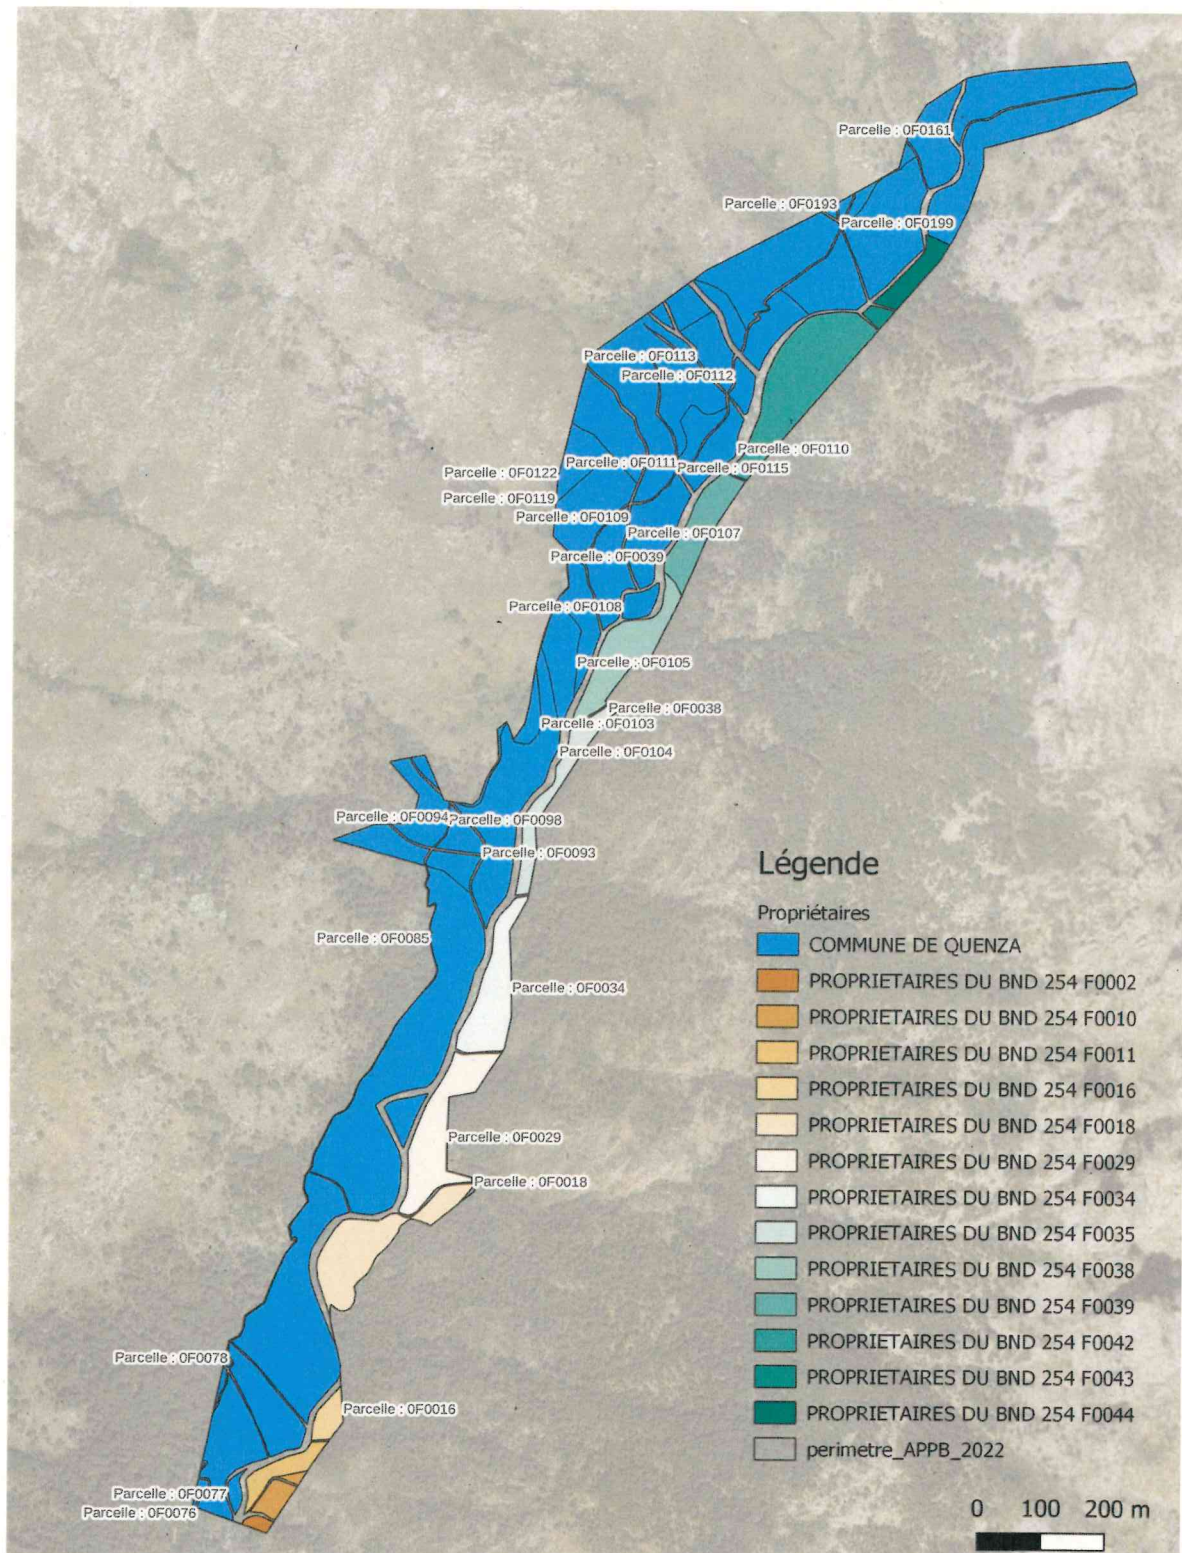 Parcelle : 0F0161
Parcelle : 0F0193
Parcelle : 0F0199
Parcelle : 0F0113
Parcelle : 0F0112
Parcelle : 0F0110
Parcelle : 0F0111
Parcelle : 0F0115
Parcelle : 0F0122
Parcelle : 0F0119
Parcelle : 0F0109
Parcelle : 0F0107
Parcelle : 0F0039
Parcelle : 0F0108
Parcelle : 0F0105
Parcelle : 0F0038
Parcelle : 0F0103
Parcelle : 0F0104
Parcelle : 0F0094
Parcelle : 0F0098
Parcelle : 0F0093
Parcelle : 0F0085
Parcelle : 0F0034
Parcelle : 0F0029
Parcelle : 0F0018
Parcelle : 0F0078
Parcelle : 0F0016
Parcelle : 0F0077
Parcelle : 0F0076
Légende
Propriétaires
COMMUNE DE QUENZA
PROPRIETAIRES DU BND 254 F0002
PROPRIETAIRES DU BND 254 F0010
PROPRIETAIRES DU BND 254 F0011
PROPRIETAIRES DU BND 254 F0016
PROPRIETAIRES DU BND 254 F0018
PROPRIETAIRES DU BND 254 F0029
PROPRIETAIRES DU BND 254 F0034
PROPRIETAIRES DU BND 254 F0035
PROPRIETAIRES DU BND 254 F0038
PROPRIETAIRES DU BND 254 F0039
PROPRIETAIRES DU BND 254 F0042
PROPRIETAIRES DU BND 254 F0043
PROPRIETAIRES DU BND 254 F0044
perimetre_APPB_2022
0 100 200 m